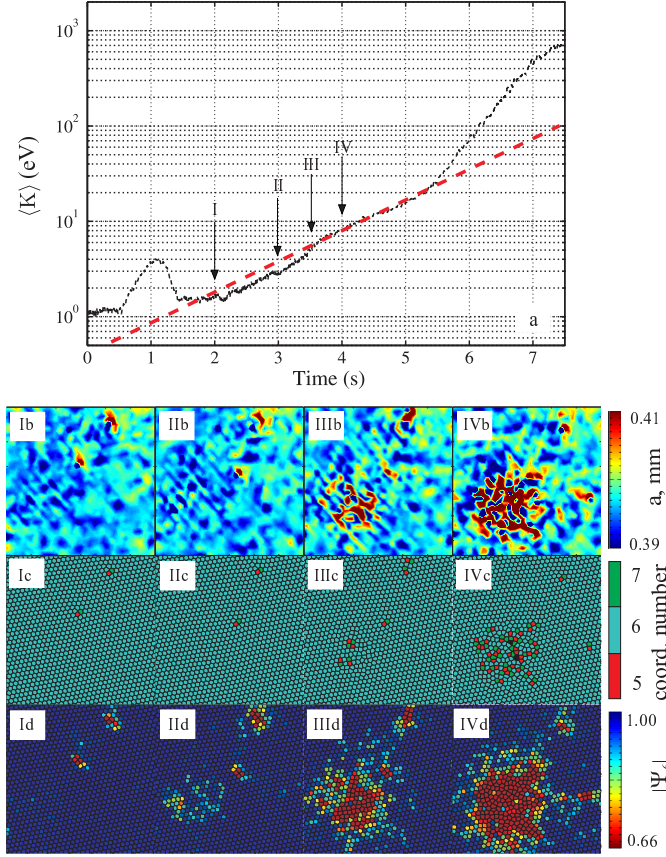 10³
10²
10¹
10⁰
⟨K⟩ (eV)
I
II
III
IV
a
0 1 2 3 4 5 6 7
Time (s)
Ib IIb IIIb IVb
0.41
a, mm
0.39
Ic IIc IIIc IVc
7
6
5
coord. number
Id IId IIId IVd
1.00
|Ψ₆|
0.66